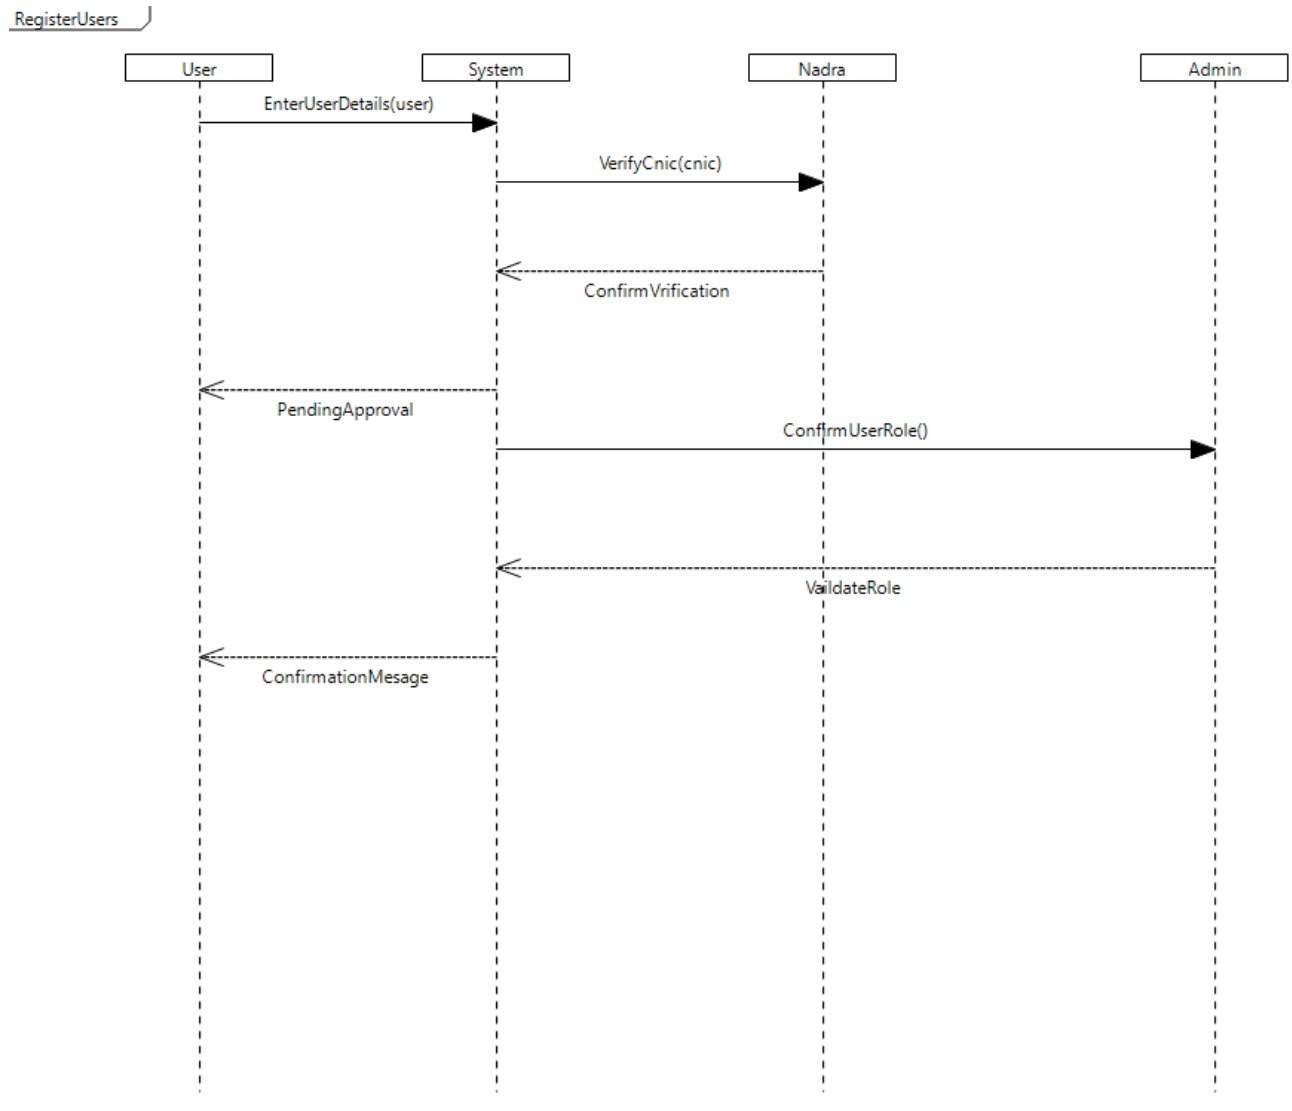 RegisterUsers
User
System
Nadra
Admin
EnterUserDetails(user)
VerifyCnic(cnic)
ConfirmVrification
PendingApproval
ConfirmUserRole()
VaildateRole
ConfirmationMesage